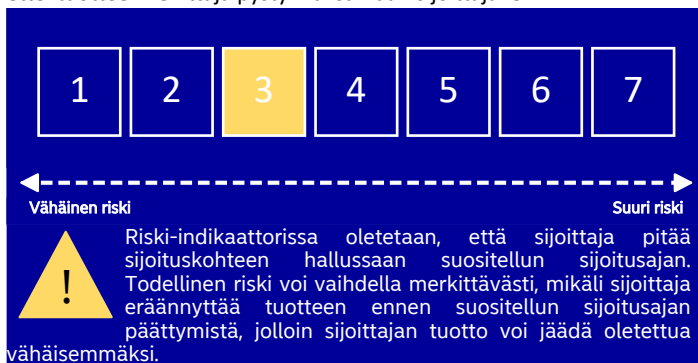 1 2 3 4 5 6 7
Vähäinen riski Suuri riski
Riski-indikaattorissa oletetaan, että sijoittaja pitää
sijoituskohteen hallussaan suositellun sijoitusajan.
! Todellinen riski voi vaihdella merkittävästi, mikäli sijoittaja
eräännyttää tuotteen ennen suositellun sijoitusajan
päättymistä, jolloin sijoittajan tuotto voi jäädä oletettua
vähäisemmäksi.